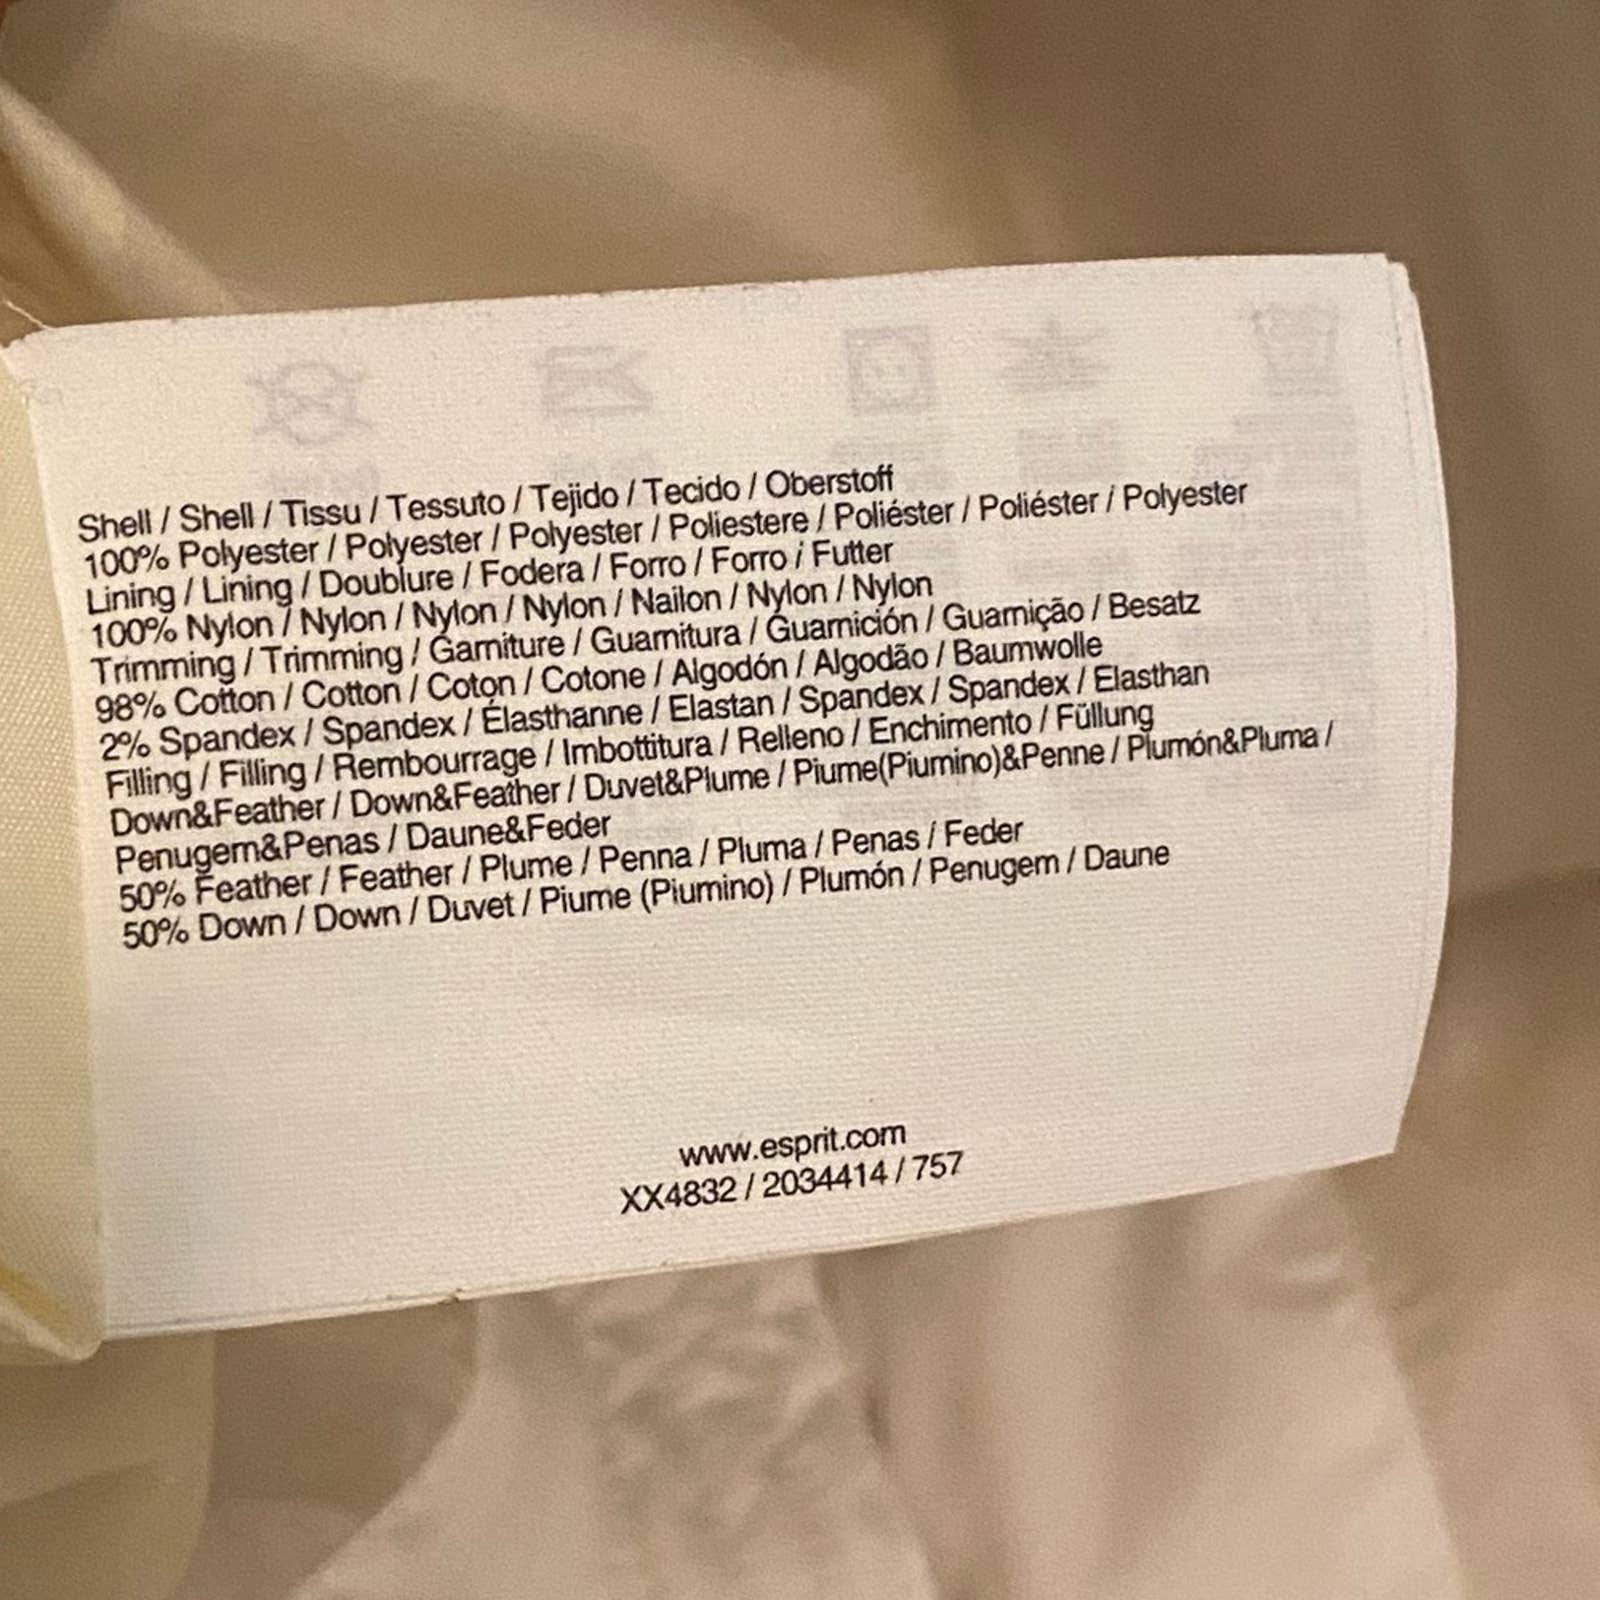 Shell / Shell / Tissu / Tessuto / Tejido / Tecido / Oberstoff
100% Polyester / Polyester / Polyester / Poliestere / Poliéster / Poliéster / Polyester
Lining / Lining / Doublure / Fodera / Forro / Forro / Futter
100% Nylon / Nylon / Nylon / Nylon / Nailon / Nylon / Nylon
Trimming / Trimming / Garniture / Guarnitura / Guarnición / Guarnição / Besatz
98% Cotton / Cotton / Coton / Cotone / Algodón / Algodão / Baumwolle
2% Spandex / Spandex / Élasthanne / Elastan / Spandex / Spandex / Elasthan
Filling / Filling / Rembourrage / Imbottitura / Relleno / Enchimento / Füllung
Down&Feather / Down&Feather / Duvet&Plume / Piume(Piumino)&Penne / Plumón&Pluma /
Penugem&Penas / Daune&Feder
50% Feather / Feather / Plume / Penna / Pluma / Penas / Feder
50% Down / Down / Duvet / Piume (Piumino) / Plumón / Penugem / Daune
www.esprit.com
XX4832 / 2034414 / 757